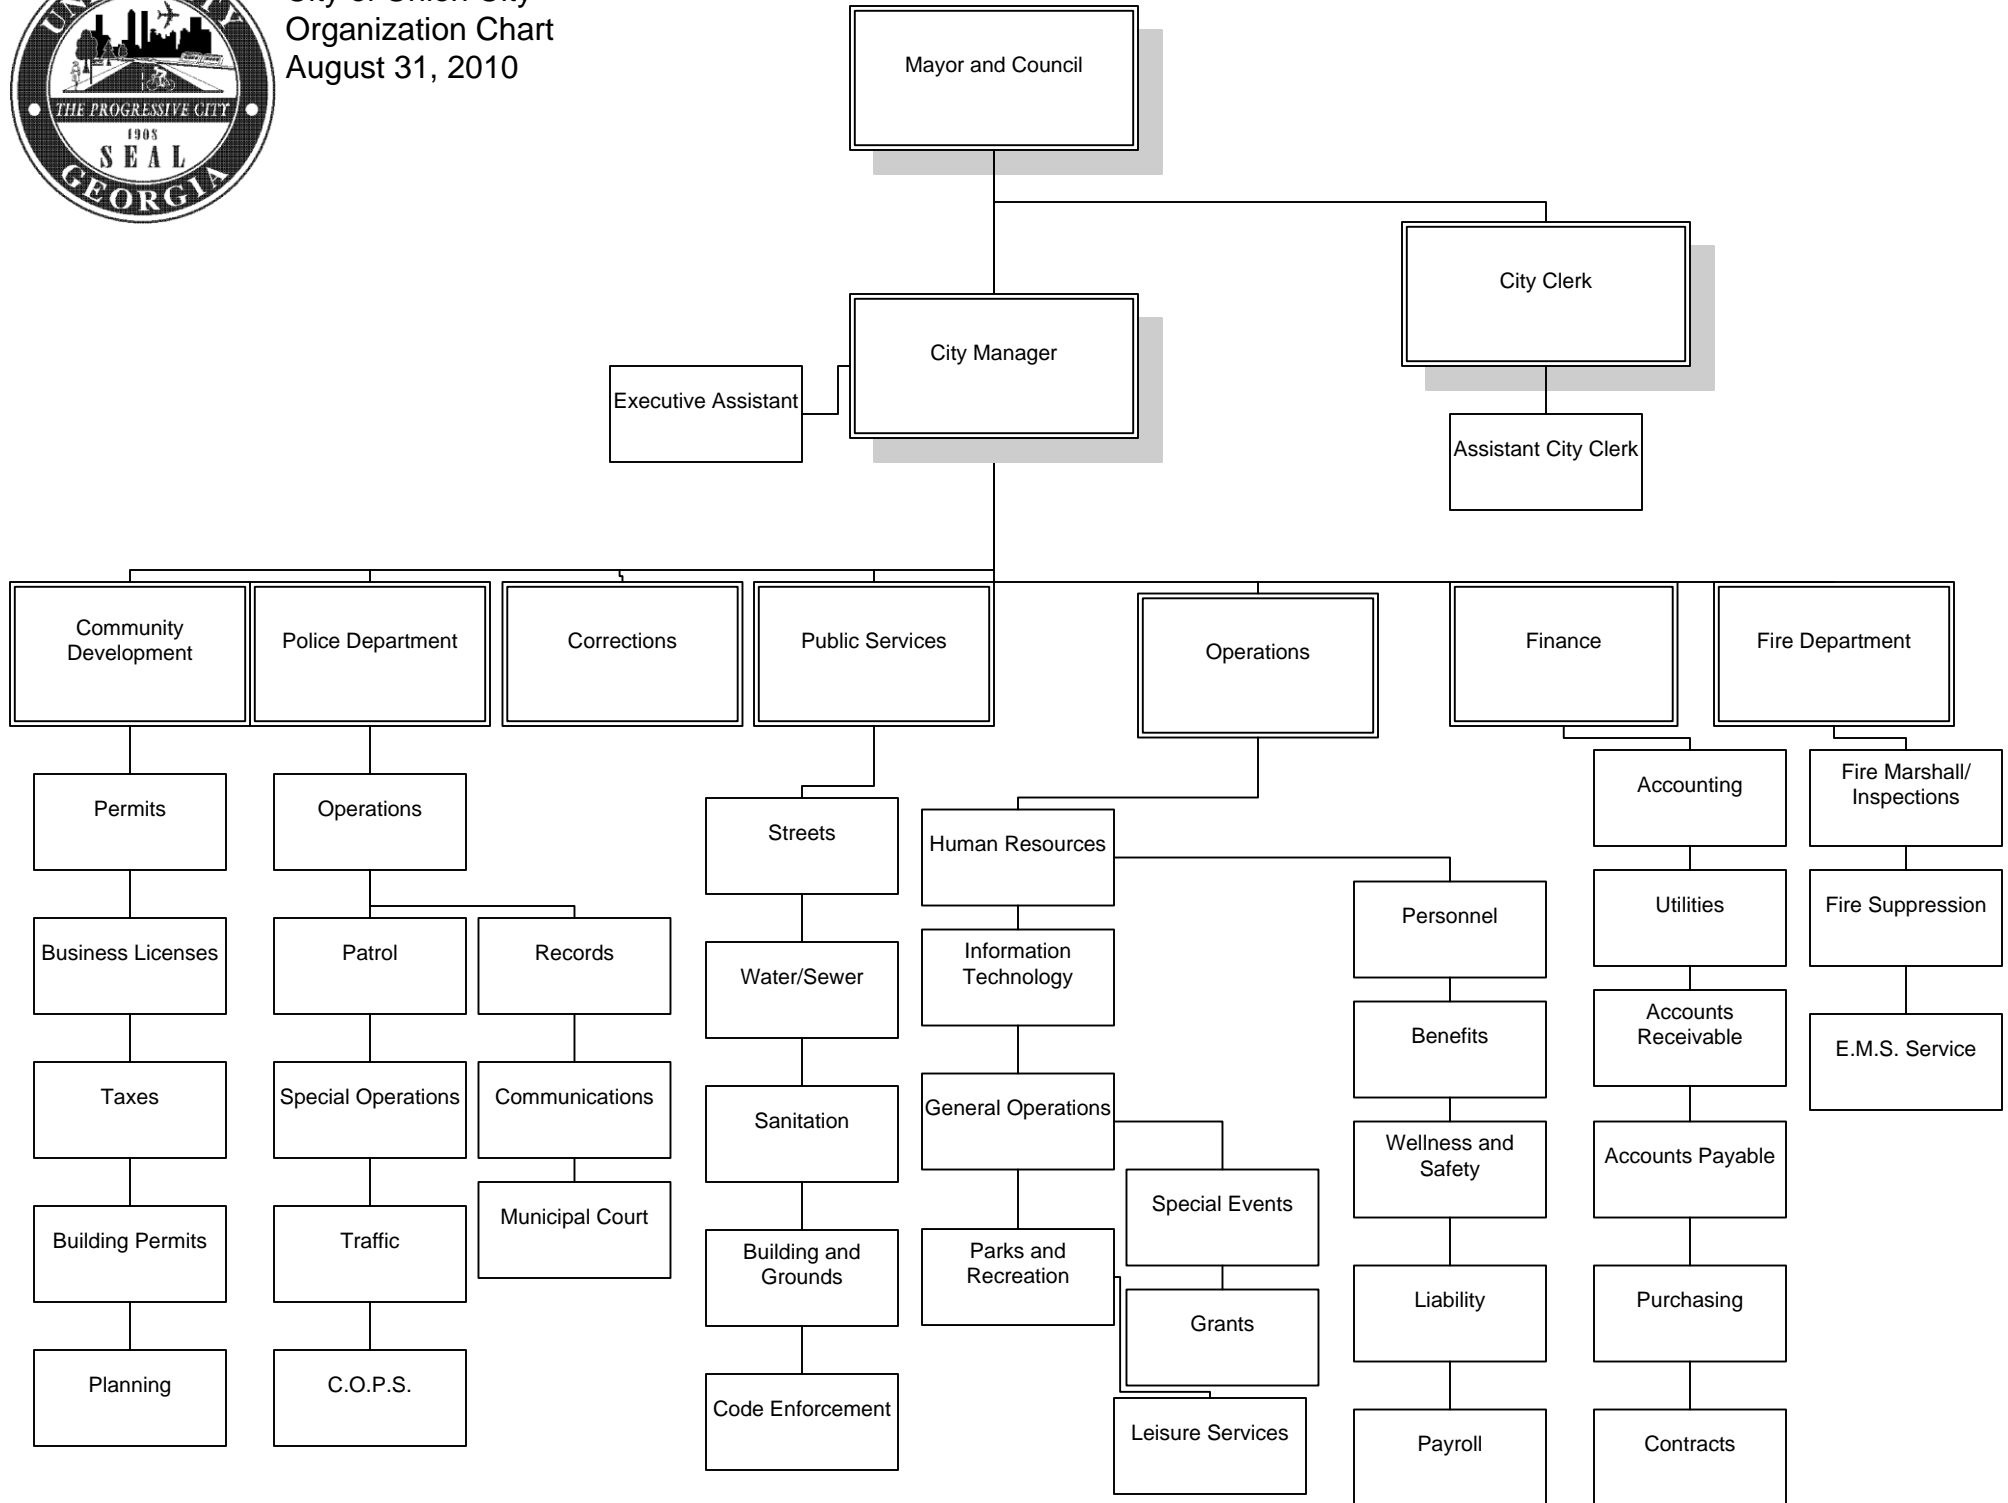 City of Union City
Organization Chart
August 31, 2010
THE PROGRESSIVE CITY
1908
SEAL
GEORGIA
Mayor and Council
City Clerk
City Manager
Executive Assistant
Assistant City Clerk
Community
Development
Police Department
Corrections
Public Services
Operations
Finance
Fire Department
Permits
Business Licenses
Taxes
Building Permits
Planning
Operations
Patrol
Special Operations
Traffic
C.O.P.S.
Records
Communications
Municipal Court
Streets
Water/Sewer
Sanitation
Building and
Grounds
Code Enforcement
Human Resources
Information
Technology
General Operations
Parks and
Recreation
Special Events
Grants
Leisure Services
Personnel
Benefits
Wellness and
Safety
Liability
Payroll
Accounting
Utilities
Accounts
Receivable
Accounts Payable
Purchasing
Contracts
Fire Marshall/
Inspections
Fire Suppression
E.M.S. Service